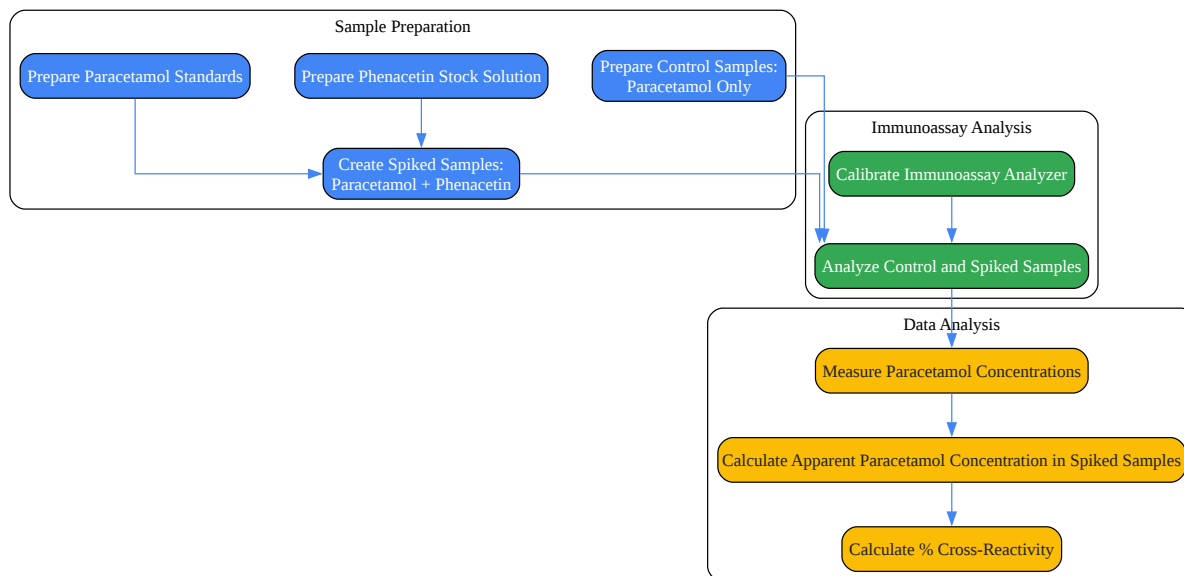 Sample Preparation
Prepare Paracetamol Standards
Prepare Phenacetin Stock Solution
Prepare Control Samples:
Paracetamol Only
Create Spiked Samples:
Paracetamol + Phenacetin
Immunoassay Analysis
Calibrate Immunoassay Analyzer
Analyze Control and Spiked Samples
Data Analysis
Measure Paracetamol Concentrations
Calculate Apparent Paracetamol Concentration in Spiked Samples
Calculate % Cross-Reactivity